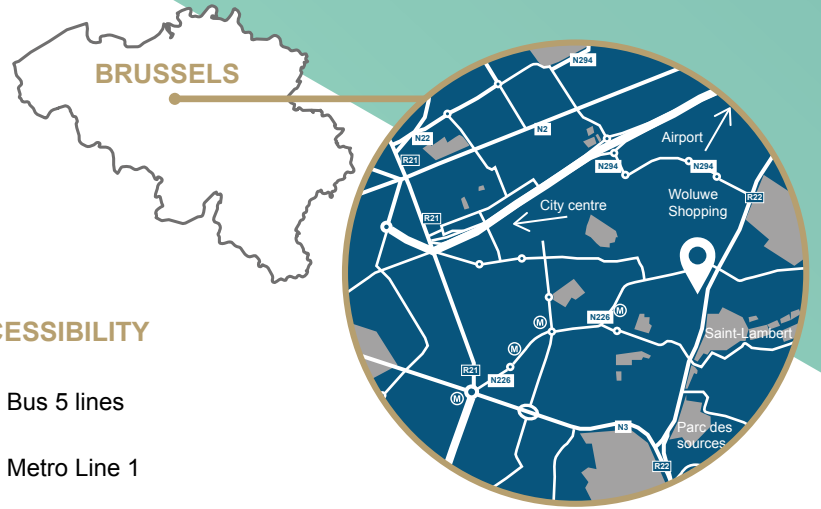 BRUSSELS
N294
N22
N2
R21
Airport
N294
N294
Woluwe
Shopping
R22
City centre
R21
N226
M
M
Saint-Lambert
CESSIBILITY
M
R21
N226
Bus 5 lines
M
N3
Parc des
sources
Metro Line 1
R22